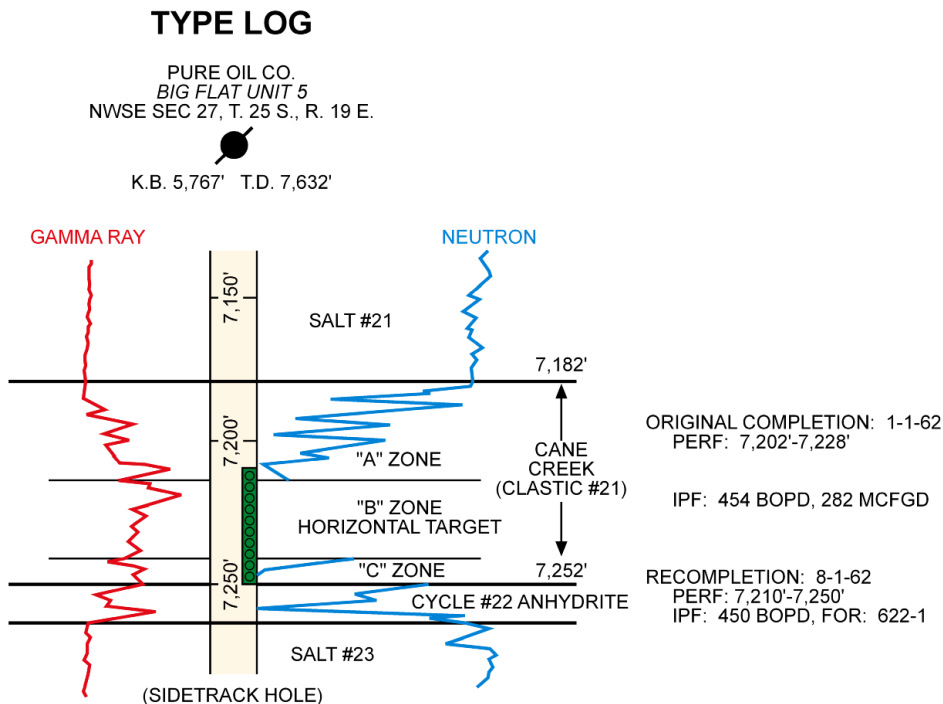 TYPE LOG
PURE OIL CO.
BIG FLAT UNIT 5
NWSE SEC 27, T. 25 S., R. 19 E.
K.B. 5,767' T.D. 7,632'
GAMMA RAY
NEUTRON
7,150'
SALT #21
7,182'
7,200'
"A" ZONE
CANE
CREEK
(CLASTIC #21)
ORIGINAL COMPLETION: 1-1-62
PERF: 7,202'-7,228'
IPF: 454 BOPD, 282 MCFGD
"B" ZONE
HORIZONTAL TARGET
"C" ZONE
7,252'
7,250'
CYCLE #22 ANHYDRITE
RECOMPLETION: 8-1-62
PERF: 7,210'-7,250'
IPF: 450 BOPD, FOR: 622-1
SALT #23
(SIDETRACK HOLE)